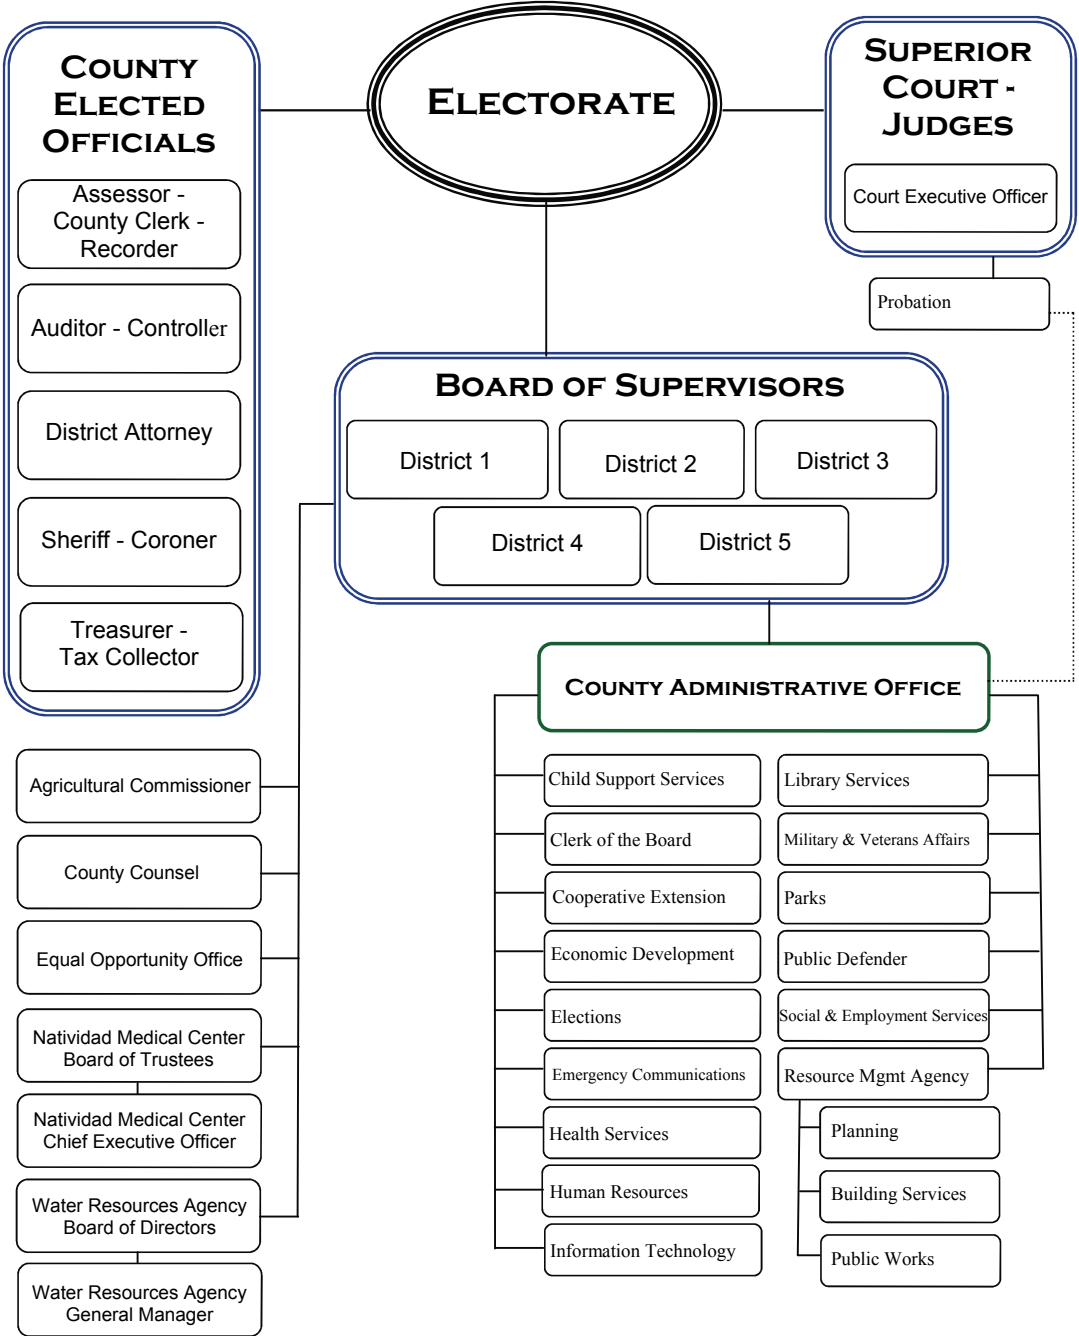 ELECTORATE
COUNTY
ELECTED
OFFICIALS
Assessor -
County Clerk -
Recorder
Auditor - Controller
District Attorney
Sheriff - Coroner
Treasurer -
Tax Collector
SUPERIOR
COURT -
JUDGES
Court Executive Officer
Probation
BOARD OF SUPERVISORS
District 1
District 2
District 3
District 4
District 5
COUNTY ADMINISTRATIVE OFFICE
Agricultural Commissioner
County Counsel
Equal Opportunity Office
Natividad Medical Center
Board of Trustees
Natividad Medical Center
Chief Executive Officer
Water Resources Agency
Board of Directors
Water Resources Agency
General Manager
Child Support Services
Clerk of the Board
Cooperative Extension
Economic Development
Elections
Emergency Communications
Health Services
Human Resources
Information Technology
Library Services
Military & Veterans Affairs
Parks
Public Defender
Social & Employment Services
Resource Mgmt Agency
Planning
Building Services
Public Works